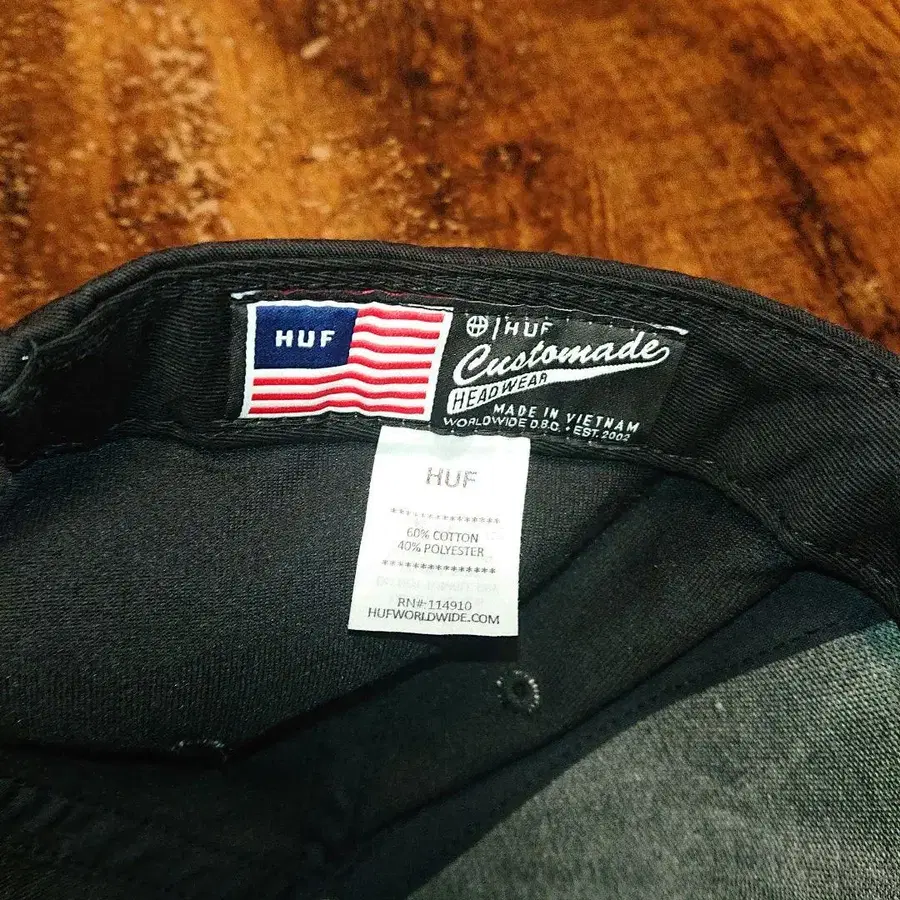 HUF
HUF
Customade
HEADWEAR
MADE IN VIETNAM
WORLDWIDE D.B.C. • EST. 2002
HUF
***************
60% COTTON
40% POLYESTER
***************
RN#:114910
HUFWORLDWIDE.COM